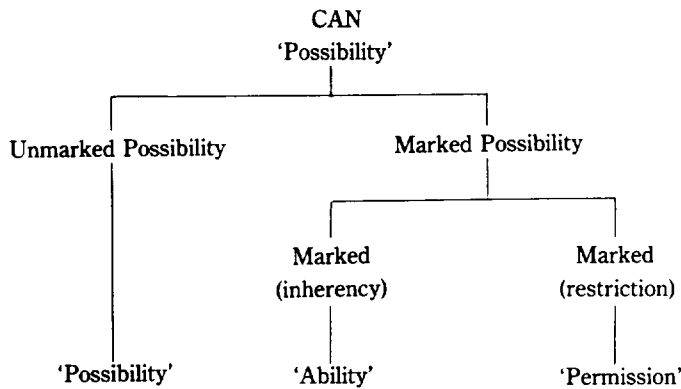 CAN
‘Possibility’
Unmarked Possibility
Marked Possibility
Marked
(inherency)
Marked
(restriction)
‘Possibility’
‘Ability’
‘Permission’